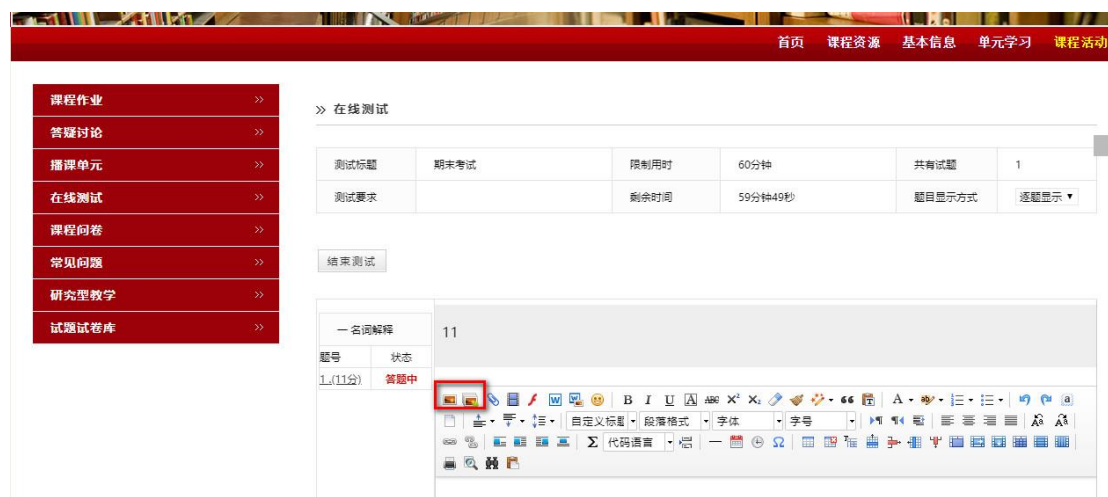 首页 课程资源 基本信息 单元学习 课程活动
课程作业
答疑讨论
播课单元
在线测试
课程问卷
常见问题
研究型教学
试题试卷库
» 在线测试
测试标题 期末考试 限制用时 60分钟 共有试题 1
测试要求 剩余时间 59分钟49秒 题目显示方式 逐题显示
结束测试
一 名词解释
题号 状态
1 .(11分) 答题中
11
B I U A ABC X² X₂ 66 A a
自定义标题 段落格式 字体 字号
Σ 代码语言 Ω